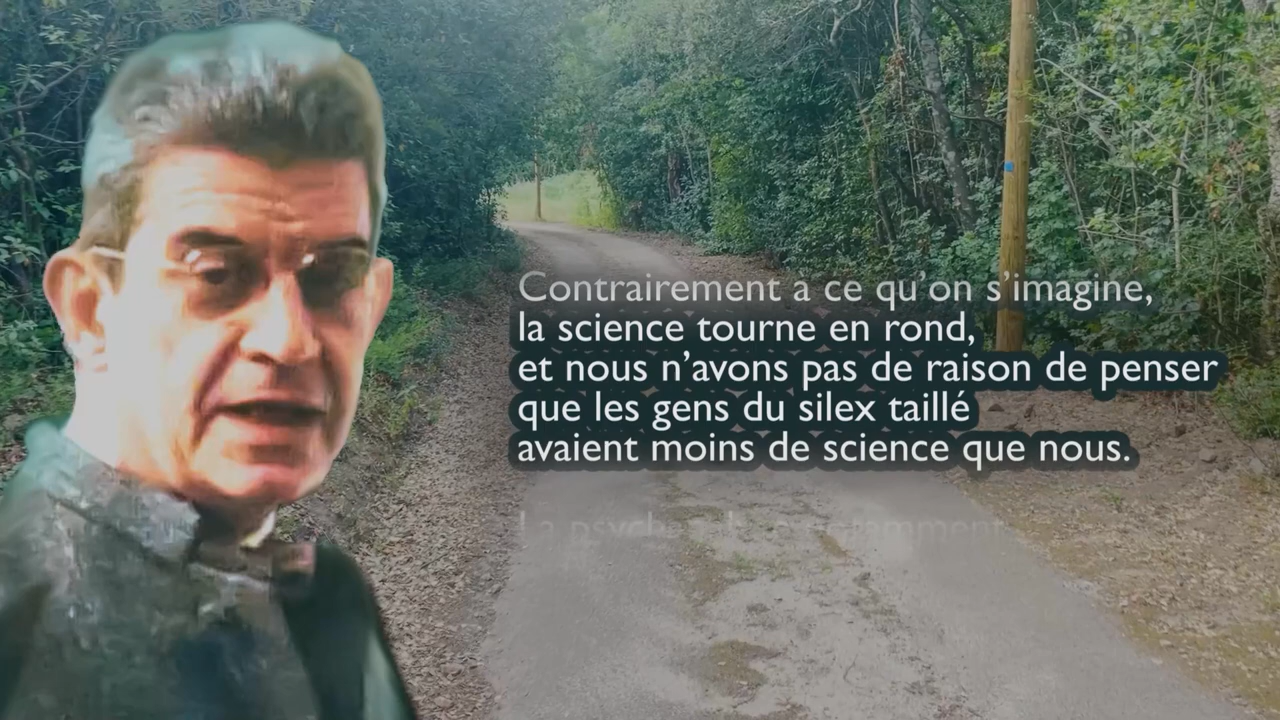 Contrairement à ce qu'on s'imagine,
la science tourne en rond,
et nous n'avons pas de raison de penser
que les gens du silex taillé
avaient moins de science que nous.
La